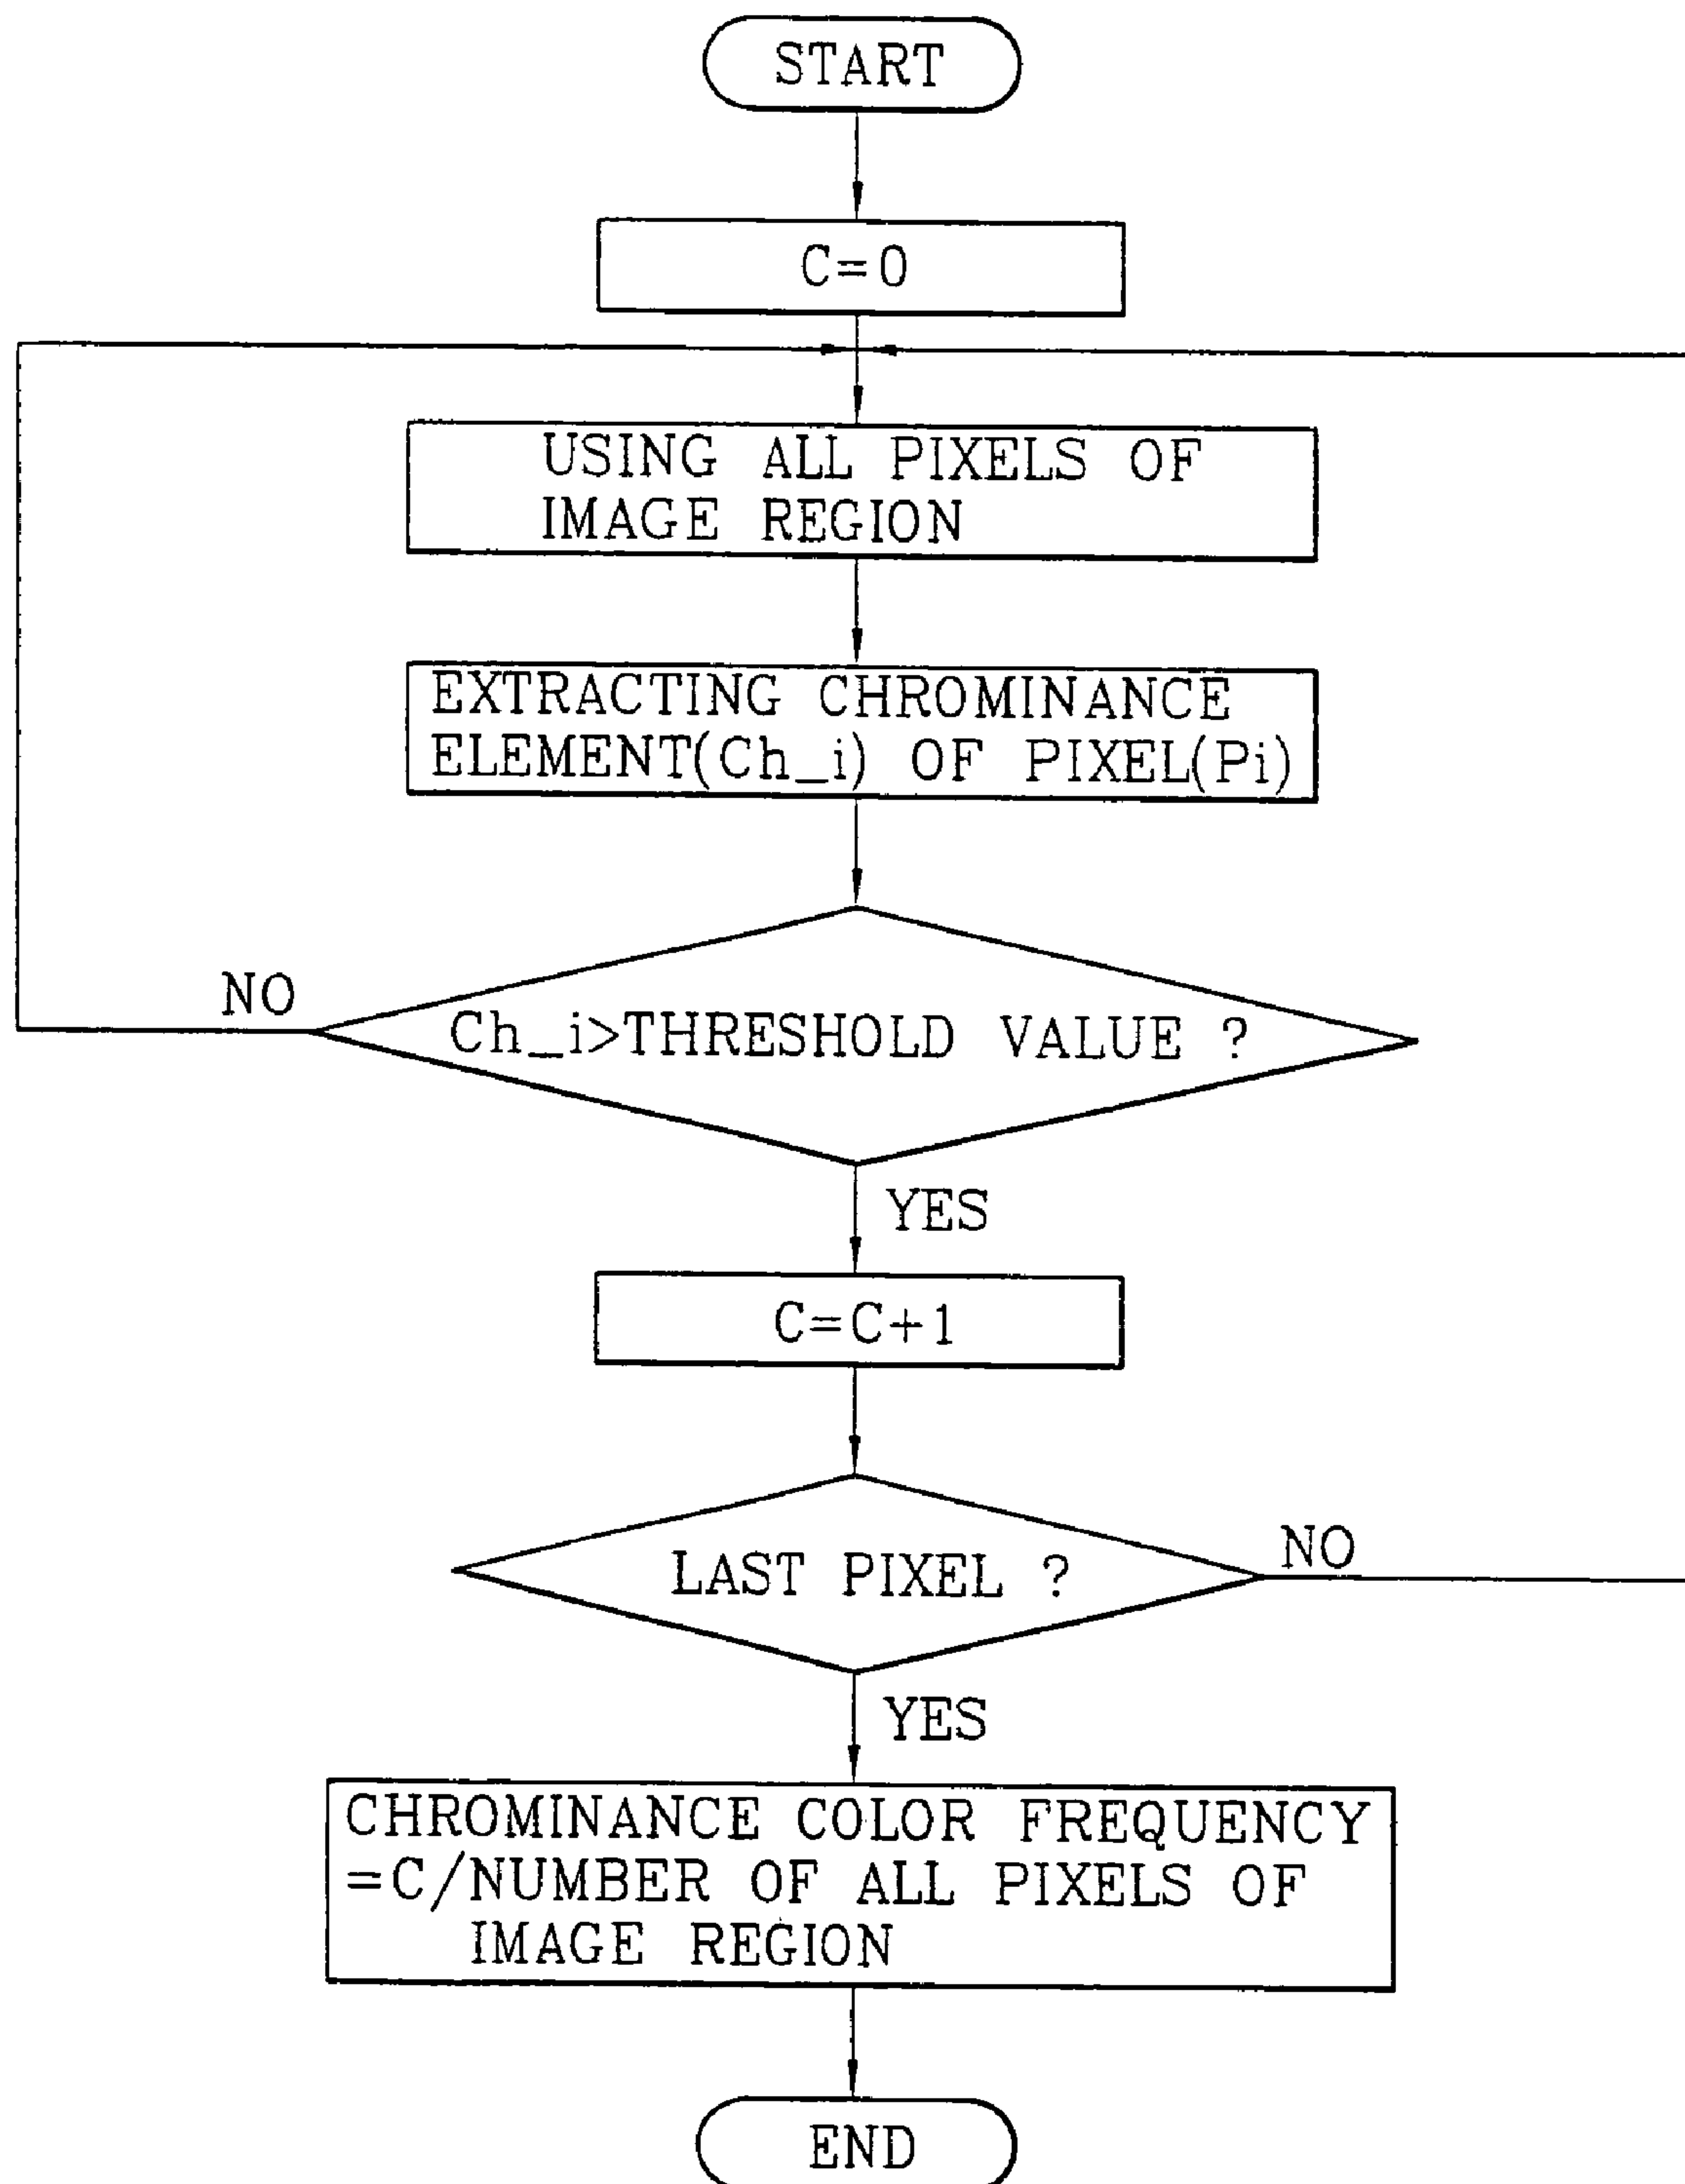 START
C=0
USING ALL PIXELS OF
IMAGE REGION
EXTRACTING CHROMINANCE
ELEMENT(Ch_i) OF PIXEL(Pi)
NO
Ch_i>THRESHOLD VALUE ?
YES
C=C+1
LAST PIXEL ?
NO
YES
CHROMINANCE COLOR FREQUENCY
=C/NUMBER OF ALL PIXELS OF
IMAGE REGION
END